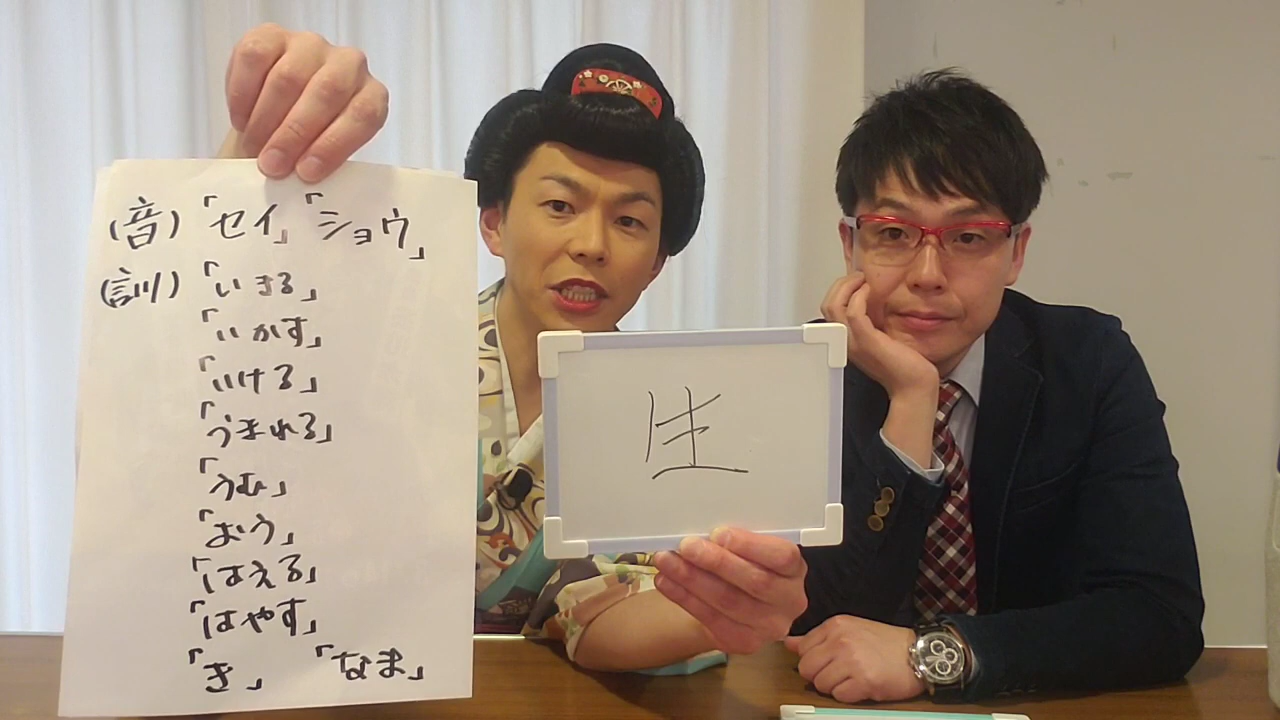 (音)「セイ」「ショウ」
(訓)「いきる」
「いかす」
「いける」
「うまれる」
「うむ」
「おう」
「はえる」
「はやす」
「き」「なま」
生